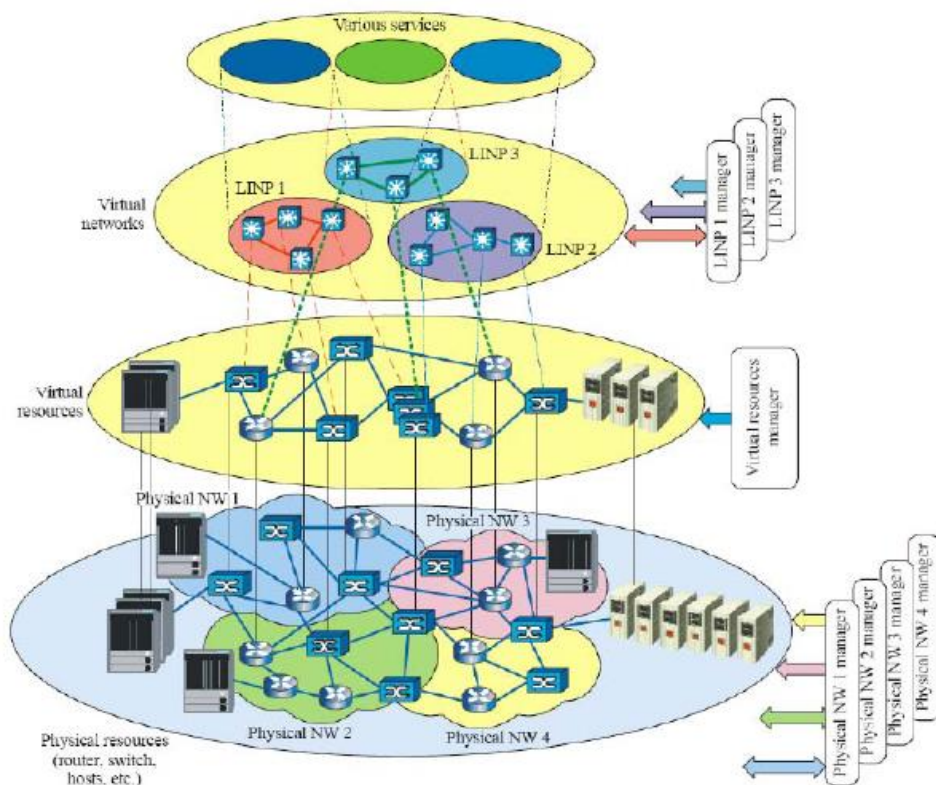 Various services
LINP 3
LINP 1
Virtual
networks
LINP 2
LINP 1 manager
LINP 2 manager
LINP 3 manager
Virtual
resources
Virtual resources
manager
Physical NW 1
Physical NW 3
Physical NW 2
Physical NW 4
Physical resources
(router, switch,
hosts, etc.)
Physical NW 1 manager
Physical NW 2 manager
Physical NW 3 manager
Physical NW 4 manager